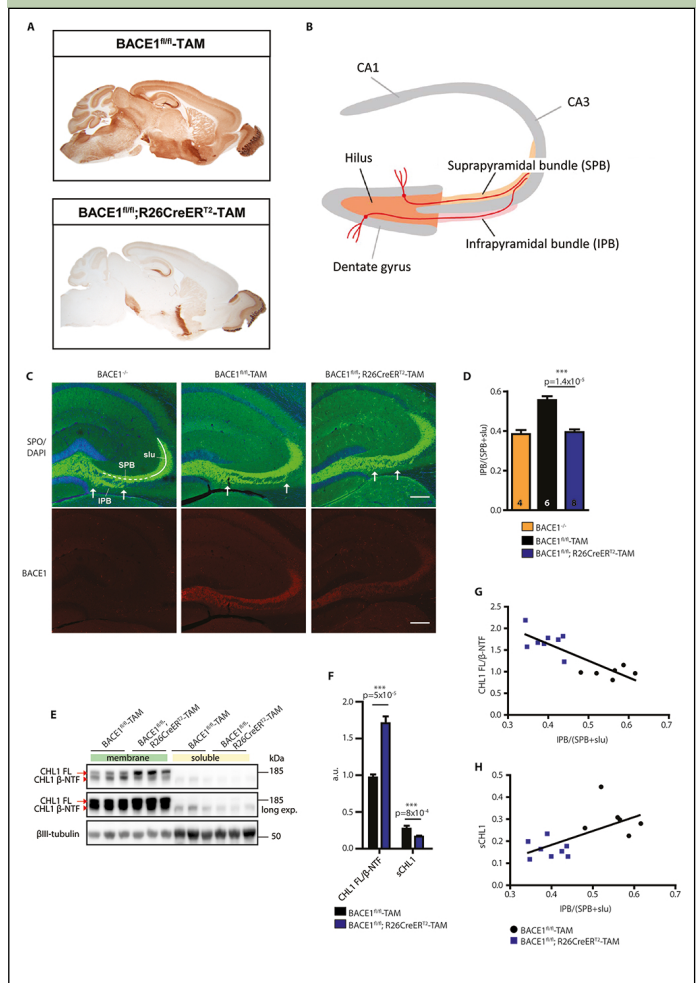 A
BACE1fl/fl-TAM
BACE1fl/fl;R26CreERT2-TAM
B
CA1
CA3
Hilus
Suprapyramidal bundle (SPB)
Infrapyramidal bundle (IPB)
Dentate gyrus
C
BACE1-/-
BACE1fl/fl-TAM
BACE1fl/fl; R26CreERT2-TAM
SPO/
DAPI
slu
SPB
IPB
BACE1
D
***
p=1.4x10-5
IPB/(SPB+slu)
0.6
0.4
0.2
0.0
4
6
8
BACE1-/-
BACE1fl/fl-TAM
BACE1fl/fl; R26CreERT2-TAM
E
BACE1fl/fl-TAM
BACE1fl/fl;
R26CreERT2-TAM
BACE1fl/fl-TAM
BACE1fl/fl;
R26CreERT2-TAM
membrane
soluble
kDa
CHL1 FL
CHL1 β-NTF
185
CHL1 FL
CHL1 β-NTF
185
long exp.
βIII-tubulin
50
F
***
p=5x10-5
***
p=8x10-4
a.u.
2.0
1.5
1.0
0.5
0.0
CHL1 FL/β-NTF
sCHL1
BACE1fl/fl-TAM
BACE1fl/fl; R26CreERT2-TAM
G
CHL1 FL/β-NTF
2.5
2.0
1.5
1.0
0.5
0.0
0.3
0.4
0.5
0.6
0.7
IPB/(SPB+slu)
H
sCHL1
0.5
0.4
0.3
0.2
0.1
0.0
0.3
0.4
0.5
0.6
0.7
IPB/(SPB+slu)
BACE1fl/fl-TAM
BACE1fl/fl; R26CreERT2-TAM